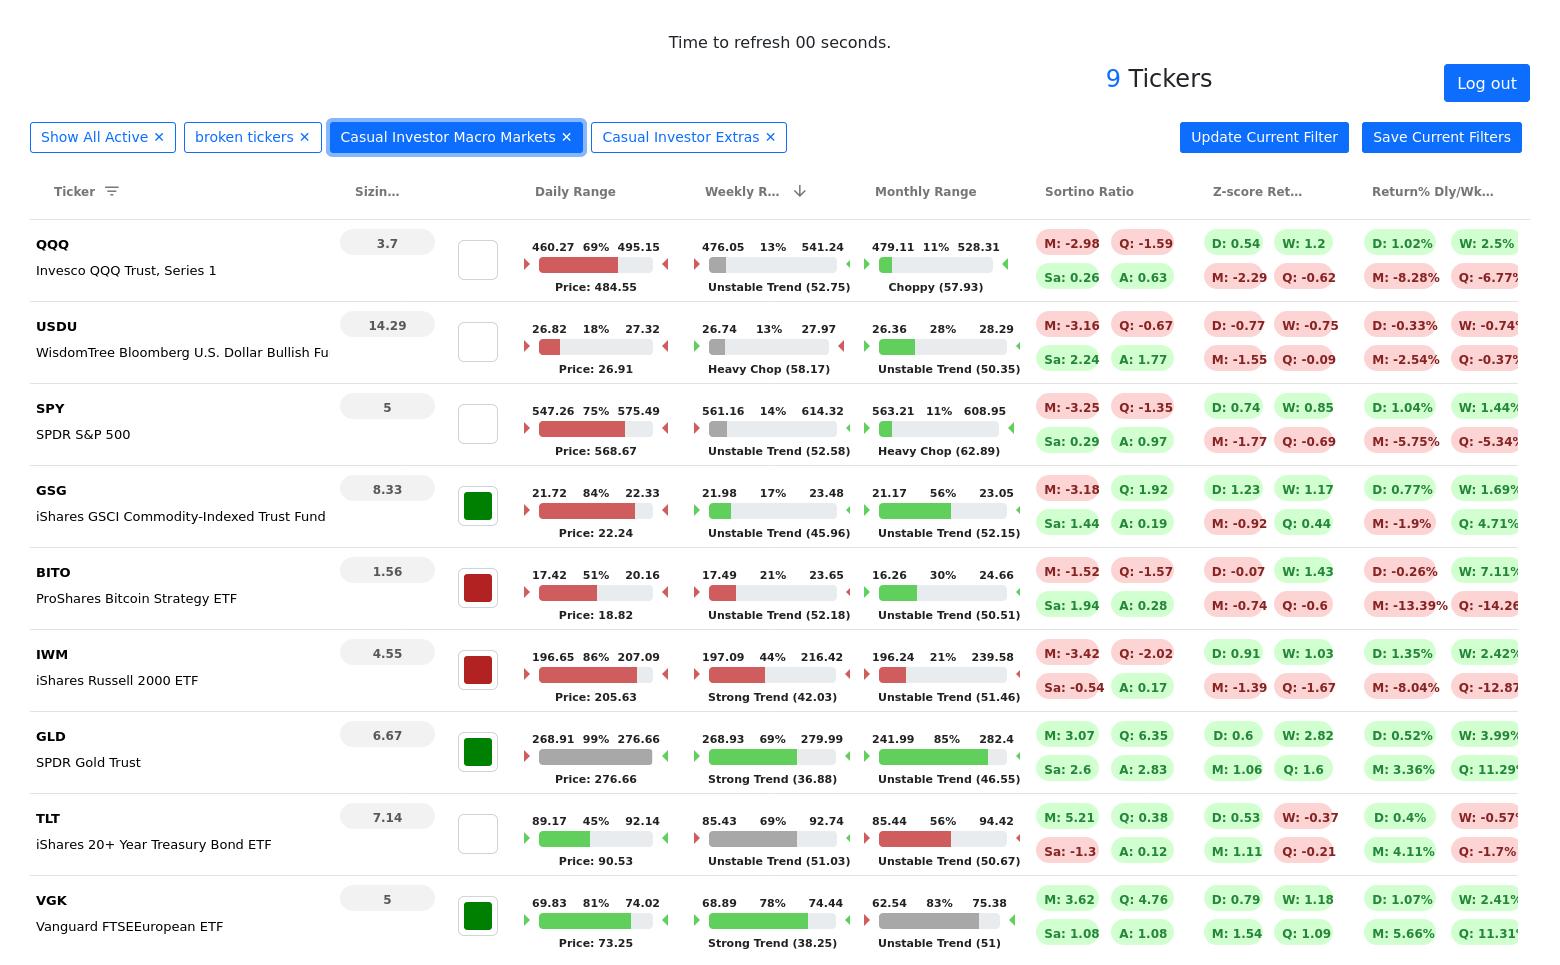 Time to refresh 00 seconds.
9 Tickers
Log out
Show All Active ✕ broken tickers ✕ Casual Investor Macro Markets ✕ Casual Investor Extras ✕ Update Current Filter Save Current Filters
Ticker Sizin… Daily Range Weekly R… Monthly Range Sortino Ratio Z-score Ret… Return% Dly/Wk…
QQQ 3.7 460.27 69% 495.15 476.05 13% 541.24 479.11 11% 528.31 M: -2.98 Q: -1.59 D: 0.54 W: 1.2 D: 1.02% W: 2.5%
Invesco QQQ Trust, Series 1 Price: 484.55 Unstable Trend (52.75) Choppy (57.93) Sa: 0.26 A: 0.63 M: -2.29 Q: -0.62 M: -8.28% Q: -6.77%
USDU 14.29 26.82 18% 27.32 26.74 13% 27.97 26.36 28% 28.29 M: -3.16 Q: -0.67 D: -0.77 W: -0.75 D: -0.33% W: -0.74%
WisdomTree Bloomberg U.S. Dollar Bullish Fu Price: 26.91 Heavy Chop (58.17) Unstable Trend (50.35) Sa: 2.24 A: 1.77 M: -1.55 Q: -0.09 M: -2.54% Q: -0.37%
SPY 5 547.26 75% 575.49 561.16 14% 614.32 563.21 11% 608.95 M: -3.25 Q: -1.35 D: 0.74 W: 0.85 D: 1.04% W: 1.44%
SPDR S&P 500 Price: 568.67 Unstable Trend (52.58) Heavy Chop (62.89) Sa: 0.29 A: 0.97 M: -1.77 Q: -0.69 M: -5.75% Q: -5.34%
GSG 8.33 21.72 84% 22.33 21.98 17% 23.48 21.17 56% 23.05 M: -3.18 Q: 1.92 D: 1.23 W: 1.17 D: 0.77% W: 1.69%
iShares GSCI Commodity-Indexed Trust Fund Price: 22.24 Unstable Trend (45.96) Unstable Trend (52.15) Sa: 1.44 A: 0.19 M: -0.92 Q: 0.44 M: -1.9% Q: 4.71%
BITO 1.56 17.42 51% 20.16 17.49 21% 23.65 16.26 30% 24.66 M: -1.52 Q: -1.57 D: -0.07 W: 1.43 D: -0.26% W: 7.11%
ProShares Bitcoin Strategy ETF Price: 18.82 Unstable Trend (52.18) Unstable Trend (50.51) Sa: 1.94 A: 0.28 M: -0.74 Q: -0.6 M: -13.39% Q: -14.26
IWM 4.55 196.65 86% 207.09 197.09 44% 216.42 196.24 21% 239.58 M: -3.42 Q: -2.02 D: 0.91 W: 1.03 D: 1.35% W: 2.42%
iShares Russell 2000 ETF Price: 205.63 Strong Trend (42.03) Unstable Trend (51.46) Sa: -0.54 A: 0.17 M: -1.39 Q: -1.67 M: -8.04% Q: -12.87
GLD 6.67 268.91 99% 276.66 268.93 69% 279.99 241.99 85% 282.4 M: 3.07 Q: 6.35 D: 0.6 W: 2.82 D: 0.52% W: 3.99%
SPDR Gold Trust Price: 276.66 Strong Trend (36.88) Unstable Trend (46.55) Sa: 2.6 A: 2.83 M: 1.06 Q: 1.6 M: 3.36% Q: 11.29%
TLT 7.14 89.17 45% 92.14 85.43 69% 92.74 85.44 56% 94.42 M: 5.21 Q: 0.38 D: 0.53 W: -0.37 D: 0.4% W: -0.57%
iShares 20+ Year Treasury Bond ETF Price: 90.53 Unstable Trend (51.03) Unstable Trend (50.67) Sa: -1.3 A: 0.12 M: 1.11 Q: -0.21 M: 4.11% Q: -1.7%
VGK 5 69.83 81% 74.02 68.89 78% 74.44 62.54 83% 75.38 M: 3.62 Q: 4.76 D: 0.79 W: 1.18 D: 1.07% W: 2.41%
Vanguard FTSEEuropean ETF Price: 73.25 Strong Trend (38.25) Unstable Trend (51) Sa: 1.08 A: 1.08 M: 1.54 Q: 1.09 M: 5.66% Q: 11.31%